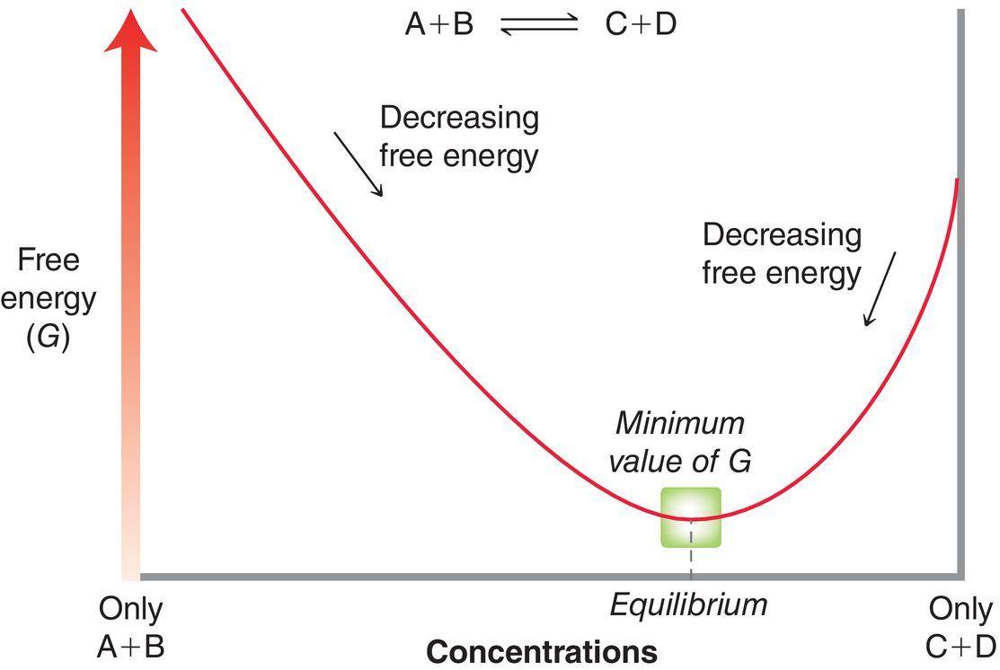 A+B ⇌ C+D
Decreasing
free energy
Decreasing
free energy
Free
energy
(G)
Minimum
value of G
Equilibrium
Only
A+B
Only
C+D
Concentrations